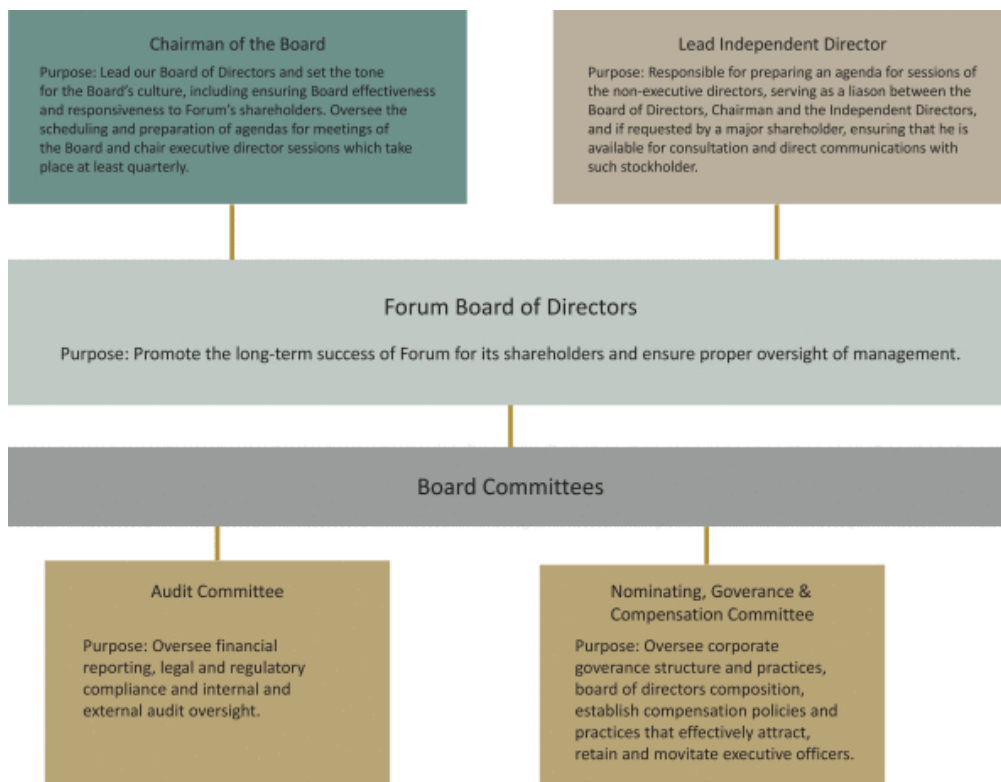 Chairman of the Board
Purpose: Lead our Board of Directors and set the tone
for the Board's culture, including ensuring Board effectiveness
and responsiveness to Forum's shareholders. Oversee the
scheduling and preparation of agendas for meetings of
the Board and chair executive director sessions which take
place at least quarterly.
Lead Independent Director
Purpose: Responsible for preparing an agenda for sessions of
the non-executive directors, serving as a liason between the
Board of Directors, Chairman and the Independent Directors,
and if requested by a major shareholder, ensuring that he is
available for consultation and direct communications with
such stockholder.
Forum Board of Directors
Purpose: Promote the long-term success of Forum for its shareholders and ensure proper oversight of management.
Board Committees
Audit Committee
Purpose: Oversee financial
reporting, legal and regulatory
compliance and internal and
external audit oversight.
Nominating, Goverance &
Compensation Committee
Purpose: Oversee corporate
goverance structure and practices,
board of directors composition,
establish compensation policies and
practices that effectively attract,
retain and movitate executive officers.